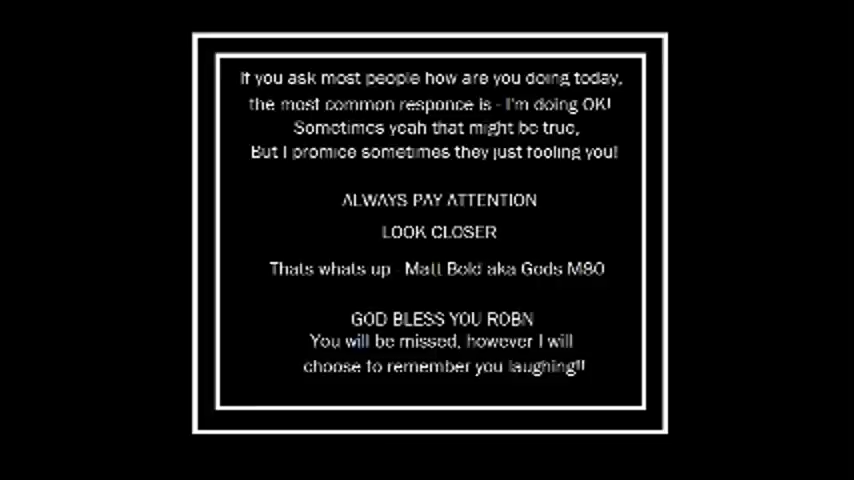 If you ask most people how are you doing today,
the most common responce is - I'm doing OK!
Sometimes yeah that might be true,
But I promice sometimes they just fooling you!
ALWAYS PAY ATTENTION
LOOK CLOSER
Thats whats up - Matt Bold aka Gods M80
GOD BLESS YOU ROBN
You will be missed, however I will
choose to remember you laughing!!